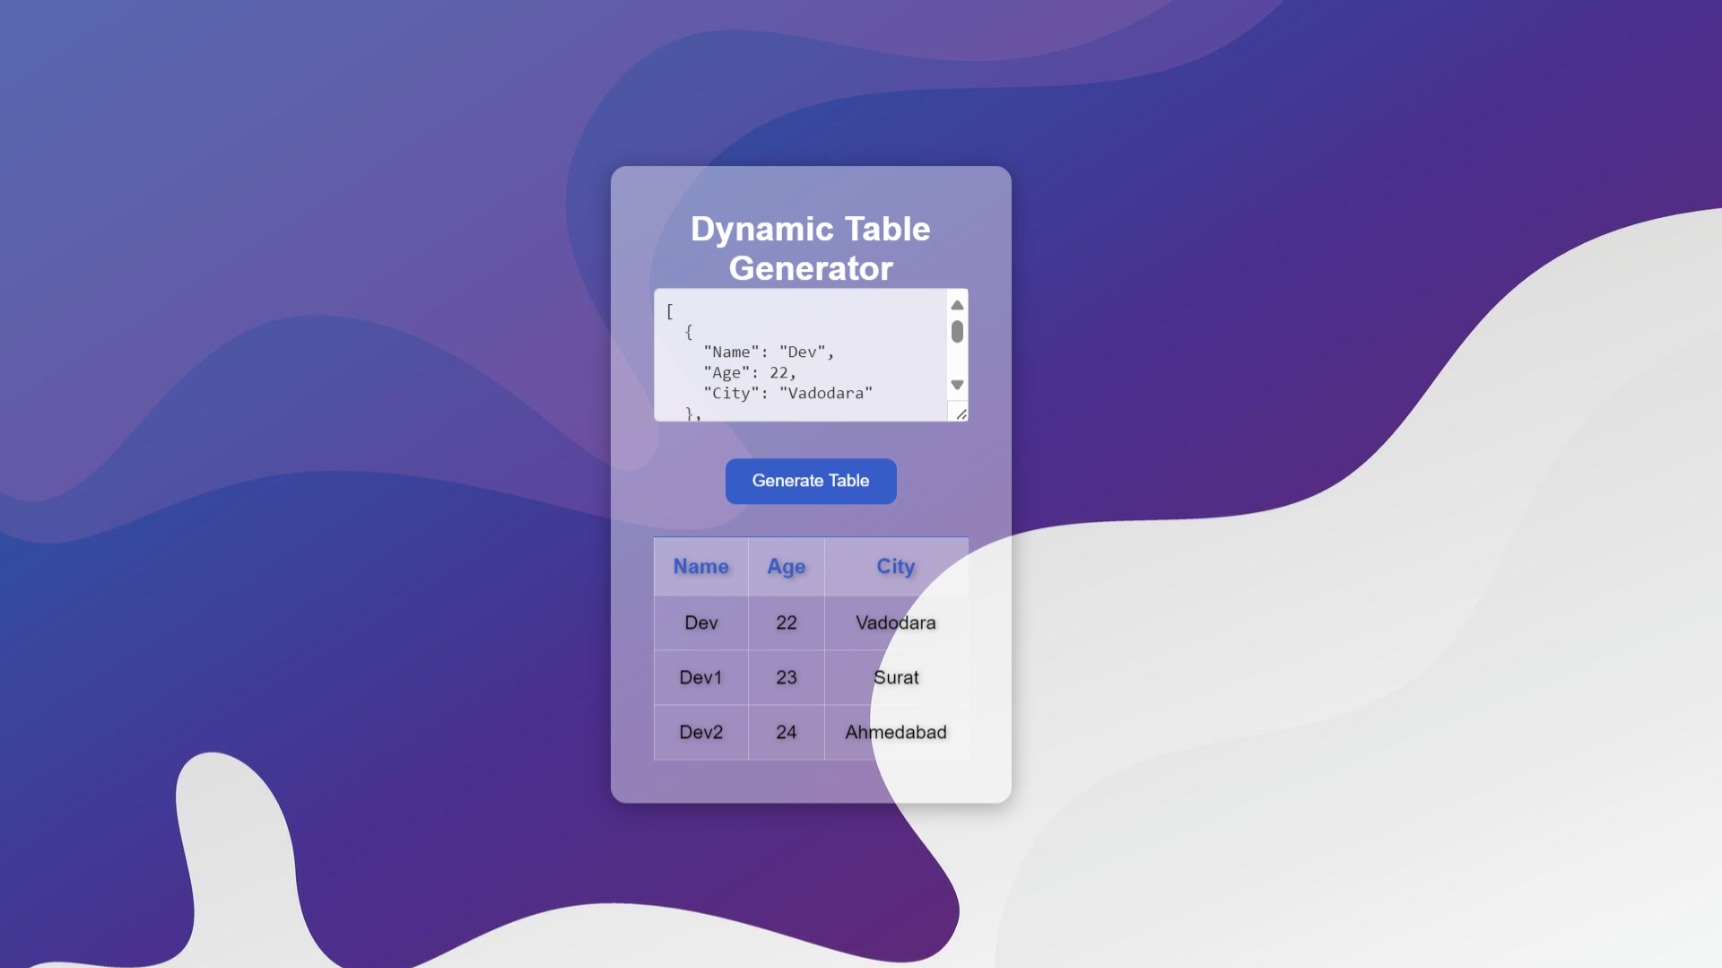 Dynamic Table
Generator
[
  {
    "Name": "Dev",
    "Age": 22,
    "City": "Vadodara"
  },
Generate Table
Name Age City
Dev 22 Vadodara
Dev1 23 Surat
Dev2 24 Ahmedabad